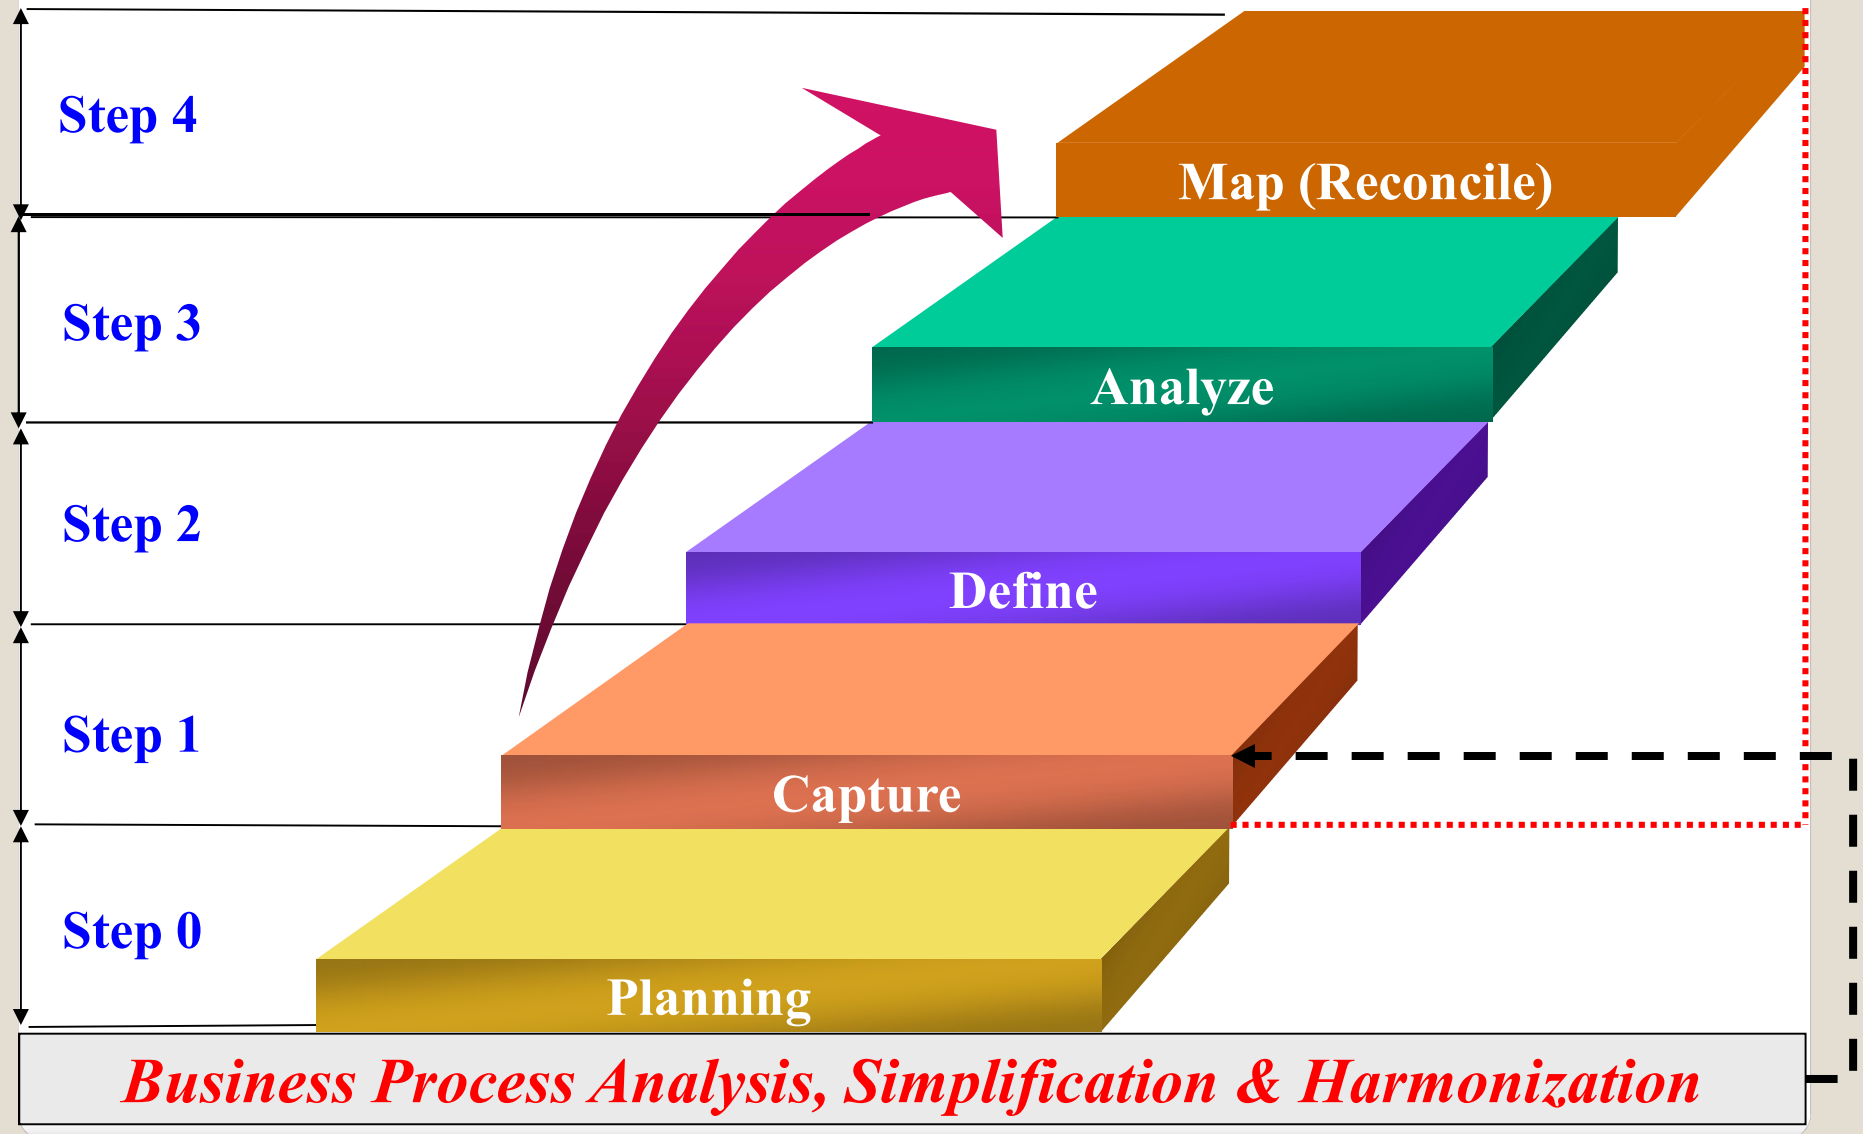 Step 4
Map (Reconcile)
Step 3
Analyze
Step 2
Define
Step 1
Capture
Step 0
Planning
Business Process Analysis, Simplification & Harmonization